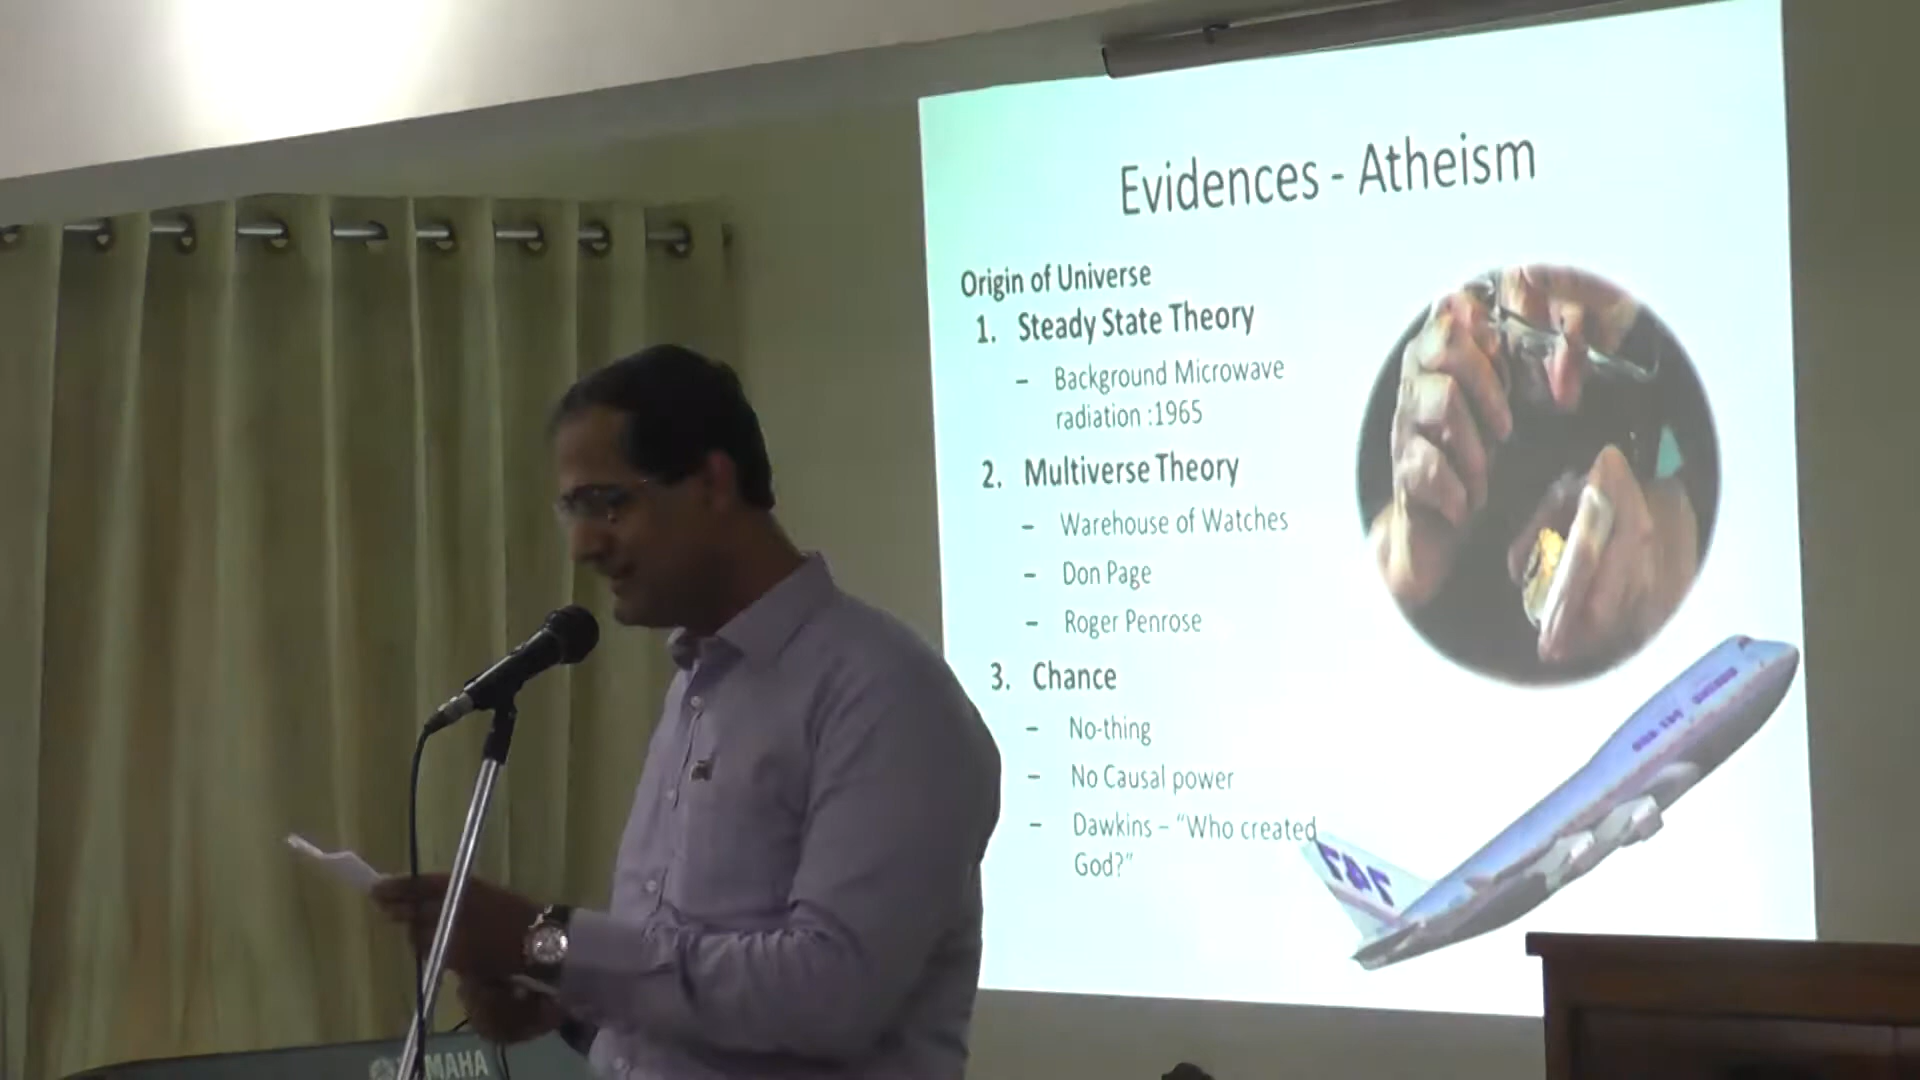 Evidences - Atheism
Origin of Universe
1. Steady State Theory
– Background Microwave
radiation :1965
2. Multiverse Theory
– Warehouse of Watches
– Don Page
– Roger Penrose
3. Chance
– No-thing
– No Causal power
– Dawkins – "Who created
God?"
747
YAMAHA